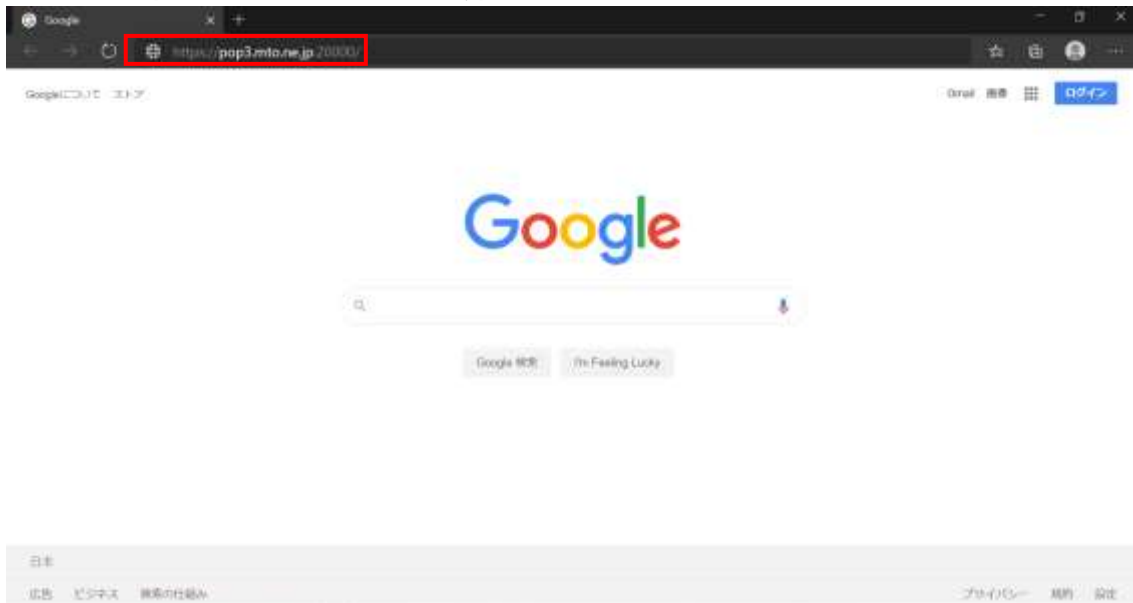 Google
https://pop3.mto.ne.jp:20000/
Googleについて ストア
Gmail 画像 ログイン
Google
Google 検索 I'm Feeling Lucky
日本
広告 ビジネス 検索の仕組み
プライバシー 規約 設定